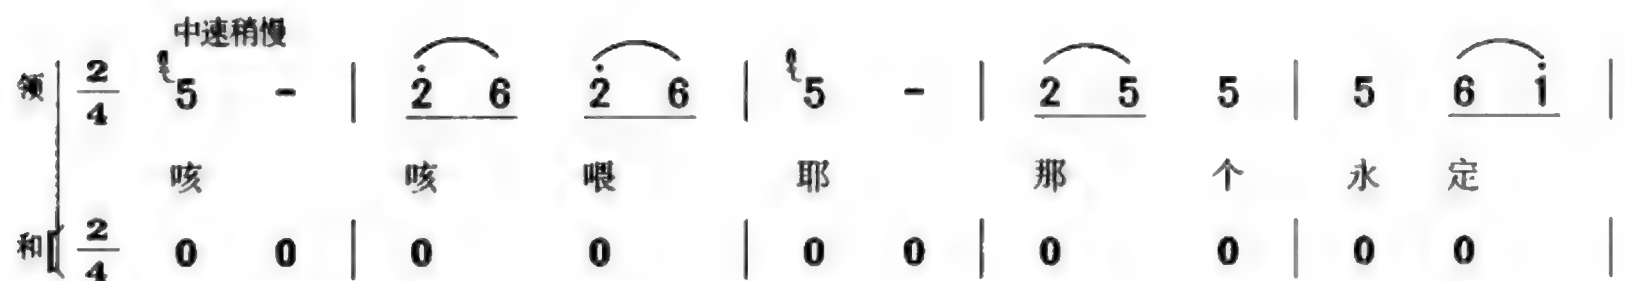 中速稍慢
领 2/4 5 - | 2̇ 6 2̇ 6 | 5 - | 2 5 5 | 5 6 1̇ |
咳 咳 喂 耶 那 个 永 定
和 2/4 0 0 | 0 0 | 0 0 | 0 0 | 0 0 |